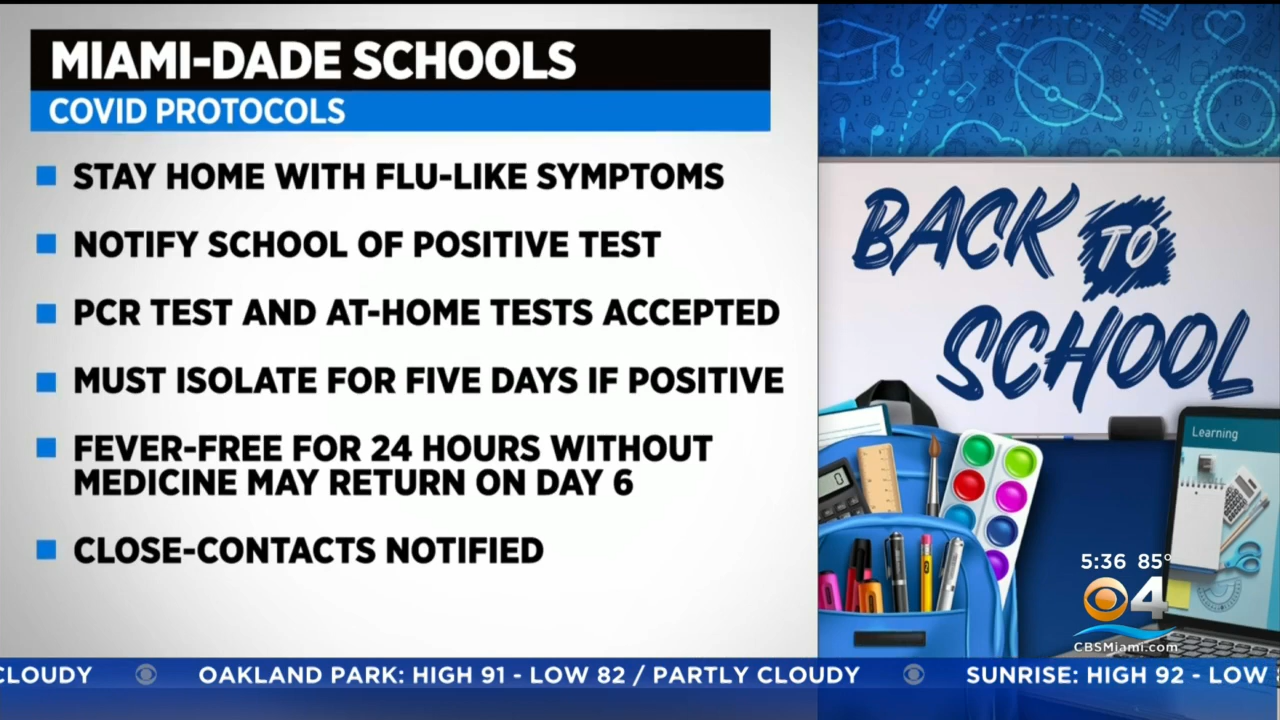 MIAMI-DADE SCHOOLS
COVID PROTOCOLS
STAY HOME WITH FLU-LIKE SYMPTOMS
NOTIFY SCHOOL OF POSITIVE TEST
PCR TEST AND AT-HOME TESTS ACCEPTED
MUST ISOLATE FOR FIVE DAYS IF POSITIVE
FEVER-FREE FOR 24 HOURS WITHOUT
MEDICINE MAY RETURN ON DAY 6
CLOSE-CONTACTS NOTIFIED
BACK TO
SCHOOL
Learning
5:36 85°
4
CBSMiami.com
CLOUDY OAKLAND PARK: HIGH 91 - LOW 82 / PARTLY CLOUDY SUNRISE: HIGH 92 - LOW